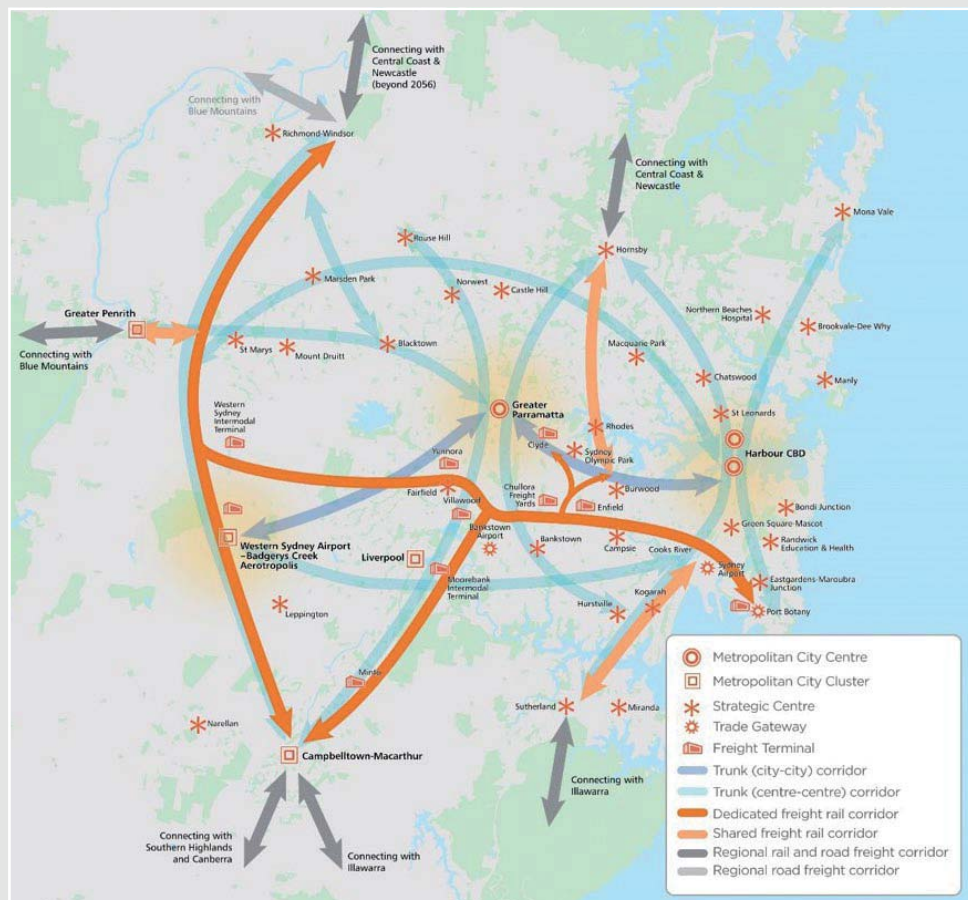 Connecting with
Central Coast &
Newcastle
(beyond 2056)
Connecting with
Blue Mountains
Richmond-Windsor
Connecting with
Central Coast &
Newcastle
Mona Vale
Rouse Hill
Hornsby
Marsden Park
Norwest
Castle Hill
Greater Penrith
Northern Beaches
Hospital
Brookvale-Dee Why
Connecting with
Blue Mountains
St Marys
Mount Druitt
Blacktown
Macquarie Park
Chatswood
Manly
Western
Sydney
Intermodal
Terminal
Greater
Parramatta
St Leonards
Clyde
Rhodes
Sydney
Olympic Park
Harbour CBD
Yennora
Fairfield
Villawood
Chullora
Freight
Yards
Burwood
Enfield
Bondi Junction
Western Sydney Airport
–Badgerys Creek
Aerotropolis
Liverpool
Bankstown
Airport
Bankstown
Campsie
Cooks River
Green Square-Mascot
Randwick
Education & Health
Sydney
Airport
Moorebank
Intermodal
Terminal
Eastgardens-Maroubra
Junction
Leppington
Hurstville
Kogarah
Port Botany
Minto
Sutherland
Miranda
Narellan
Campbelltown-Macarthur
Connecting with
Illawarra
Connecting with
Southern Highlands
and Canberra
Connecting with
Illawarra
Metropolitan City Centre
Metropolitan City Cluster
Strategic Centre
Trade Gateway
Freight Terminal
Trunk (city-city) corridor
Trunk (centre-centre) corridor
Dedicated freight rail corridor
Shared freight rail corridor
Regional rail and road freight corridor
Regional road freight corridor